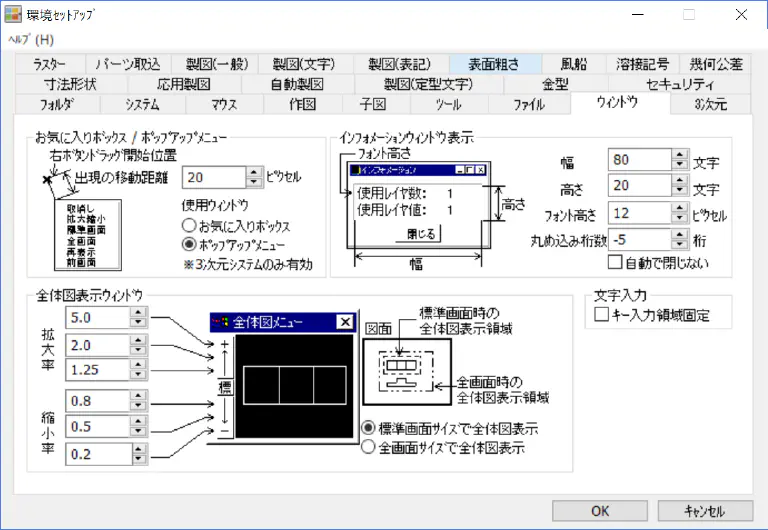 環境ｾｯﾄｱｯﾌﾟ
ﾍﾙﾌﾟ(H)
ﾗｽﾀｰ ﾊﾟｰﾂ取込 製図(一般) 製図(文字) 製図(表記) 表面粗さ 風船 溶接記号 幾何公差
寸法形状 応用製図 自動製図 製図(定型文字) 金型 セキュリティ
ﾌｫﾙﾀﾞ ｼｽﾃﾑ ﾏｳｽ 作図 子図 ﾂｰﾙ ﾌｧｲﾙ ｳｨﾝﾄﾞｳ 3次元
お気に入りﾎﾞｯｸｽ / ﾎﾟｯﾌﾟｱｯﾌﾟﾒﾆｭｰ
右ﾎﾞﾀﾝﾄﾞﾗｯｸﾞ開始位置
出現の移動距離 20 ﾋﾟｸｾﾙ
取消し
拡大縮小
標準画面
全画面
再表示
前画面
使用ｳｨﾝﾄﾞｳ
お気に入りﾎﾞｯｸｽ
ﾎﾟｯﾌﾟｱｯﾌﾟﾒﾆｭｰ
※3次元ｼｽﾃﾑのみ有効
ｲﾝﾌｫﾒｰｼｮﾝｳｨﾝﾄﾞｳ表示
ﾌｫﾝﾄ高さ
ｲﾝﾌｫﾒｰｼｮﾝ
使用ﾚｲﾔ数: 1
使用ﾚｲﾔ値: 1
閉じる
高さ
幅
幅 80 文字
高さ 20 文字
ﾌｫﾝﾄ高さ 12 ﾋﾟｸｾﾙ
丸め込み桁数 -5 桁
自動で閉じない
全体図表示ｳｨﾝﾄﾞｳ
拡大率
5.0
2.0
1.25
縮小率
0.8
0.5
0.2
全体図ﾒﾆｭｰ
+
標
-
図面
標準画面時の
全体図表示領域
全画面時の
全体図表示領域
標準画面ｻｲｽﾞで全体図表示
全画面ｻｲｽﾞで全体図表示
文字入力
ｷｰ入力領域固定
OK ｷｬﾝｾﾙ